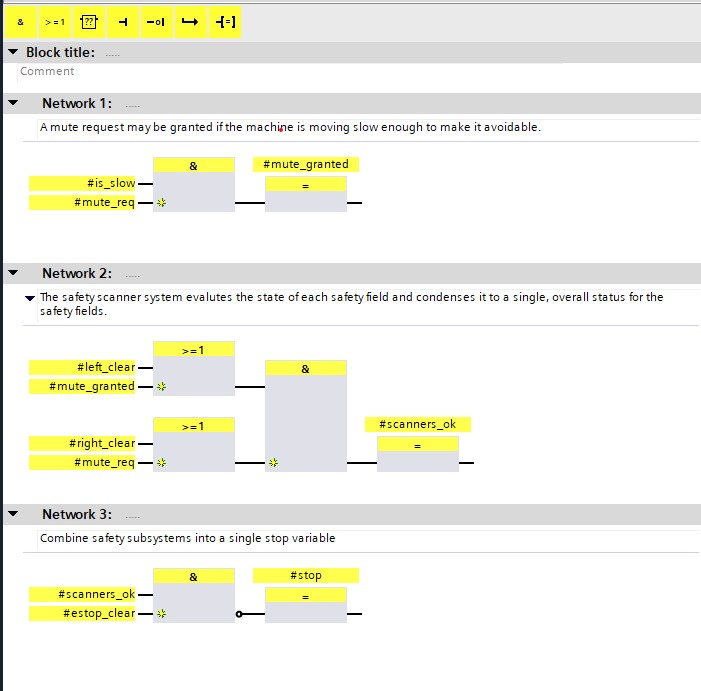 & >=1 ?? -| -o| -[=]
Block title: .....
Comment
Network 1: .....
A mute request may be granted if the machine is moving slow enough to make it avoidable.
& #mute_granted
#is_slow =
#mute_req
Network 2: .....
The safety scanner system evalutes the state of each safety field and condenses it to a single, overall status for the
safety fields.
>=1
#left_clear &
#mute_granted
>=1 #scanners_ok
#right_clear =
#mute_req
Network 3: .....
Combine safety subsystems into a single stop variable
& #stop
#scanners_ok =
#estop_clear